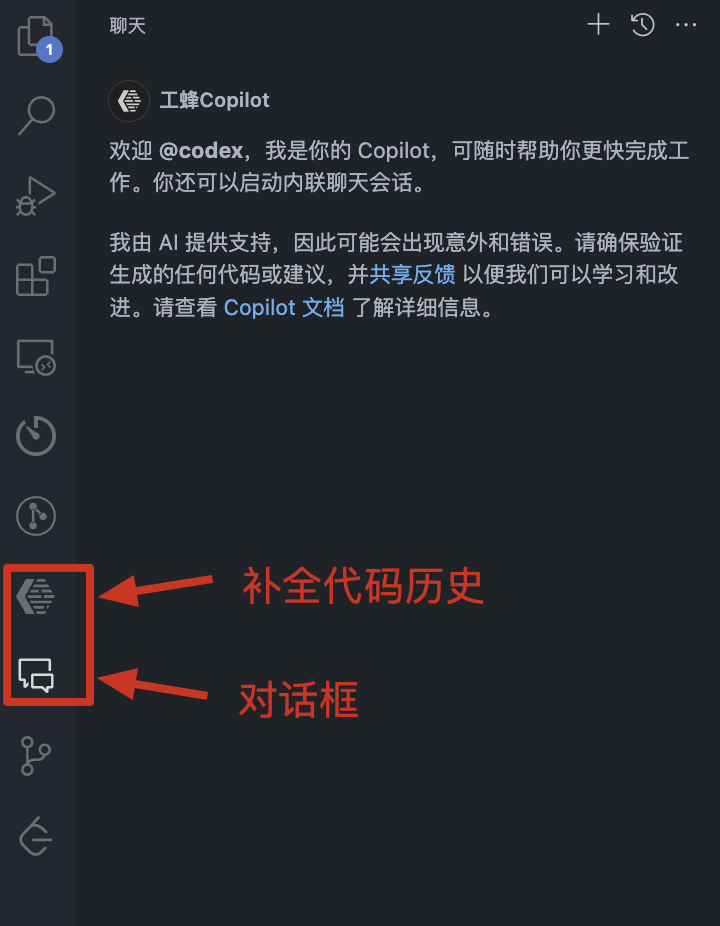 1
聊天
工蜂Copilot
欢迎 @codex，我是你的 Copilot，可随时帮助你更快完成工
作。你还可以启动内联聊天会话。
我由 AI 提供支持，因此可能会出现意外和错误。请确保验证
生成的任何代码或建议，并共享反馈 以便我们可以学习和改
进。请查看 Copilot 文档 了解详细信息。
补全代码历史
对话框